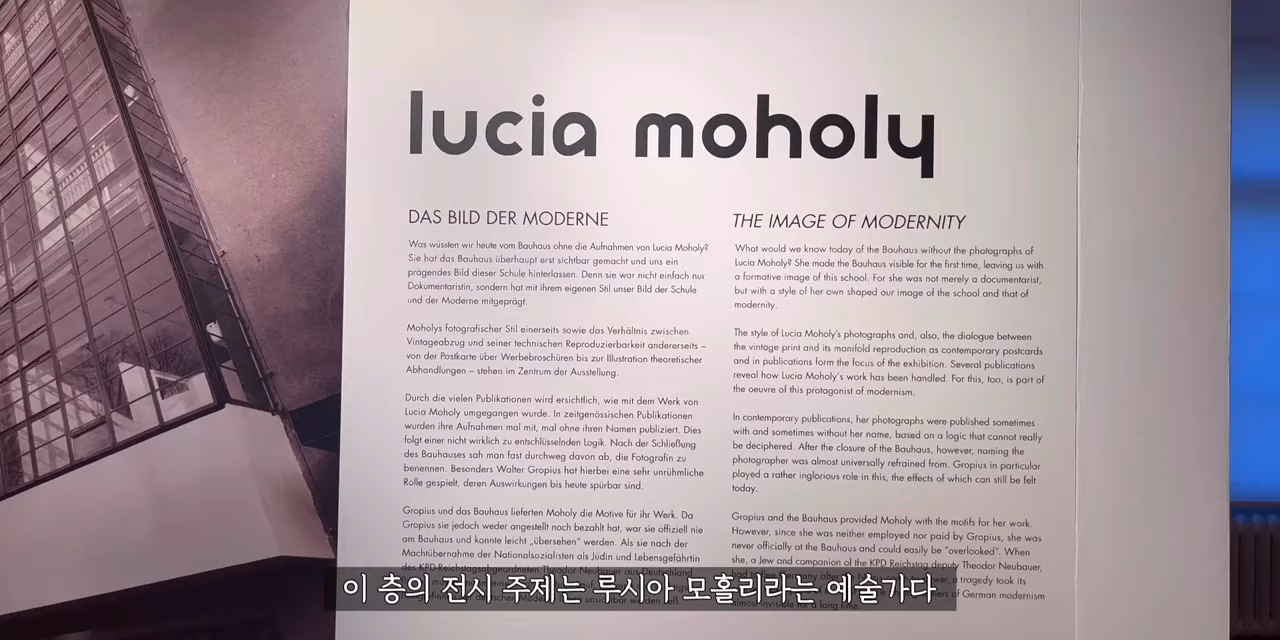 lucia moholy
DAS BILD DER MODERNE
Was wüssten wir heute vom Bauhaus ohne die Aufnahmen von Lucia Moholy?
Sie hat das Bauhaus überhaupt erst sichtbar gemacht und uns ein
prägendes Bild dieser Schule hinterlassen. Denn sie war nicht einfach nur
Dokumentaristin, sondern hat mit ihrem eigenen Stil unser Bild der Schule
und der Moderne mitgeprägt.
Moholys fotografischer Stil einerseits sowie das Verhältnis zwischen
Vintageabzug und seiner technischen Reproduzierbarkeit andererseits –
von der Postkarte über Werbebroschüren bis zur Illustration theoretischer
Abhandlungen – stehen im Zentrum der Ausstellung.
Durch die vielen Publikationen wird ersichtlich, wie mit dem Werk von
Lucia Moholy umgegangen wurde. In zeitgenössischen Publikationen
wurden ihre Aufnahmen mal mit, mal ohne ihren Namen publiziert. Dies
folgt einer nicht wirklich zu entschlüsselnden Logik. Nach der Schließung
des Bauhauses sah man fast durchweg davon ab, die Fotografin zu
benennen. Besonders Walter Gropius hat hierbei eine sehr unrühmliche
Rolle gespielt, deren Auswirkungen bis heute spürbar sind.
Gropius und das Bauhaus lieferten Moholy die Motive für ihr Werk. Da
Gropius sie jedoch weder angestellt noch bezahlt hat, war sie offiziell nie
am Bauhaus und konnte leicht „übersehen“ werden. Als sie nach der
Machtübernahme der Nationalsozialisten als Jüdin und Lebensgefährtin
des KPD-Reichstagsabgeordneten Theodor Neubauer aus Deutschland
THE IMAGE OF MODERNITY
What would we know today of the Bauhaus without the photographs of
Lucia Moholy? She made the Bauhaus visible for the first time, leaving us with
a formative image of this school. For she was not merely a documentarist,
but with a style of her own shaped our image of the school and that of
modernity.
The style of Lucia Moholy's photographs and, also, the dialogue between
the vintage print and its manifold reproduction as contemporary postcards
and in publications form the focus of the exhibition. Several publications
reveal how Lucia Moholy's work has been handled. For this, too, is part of
the oeuvre of this protagonist of modernism.
In contemporary publications, her photographs were published sometimes
with and sometimes without her name, based on a logic that cannot really
be deciphered. After the closure of the Bauhaus, however, naming the
photographer was almost universally refrained from. Gropius in particular
played a rather inglorious role in this, the effects of which can still be felt
today.
Gropius and the Bauhaus provided Moholy with the motifs for her work.
However, since she was neither employed nor paid by Gropius, she was
never officially at the Bauhaus and could easily be "overlooked". When
she, a Jew and companion of the KPD Reichstag deputy Theodor Neubauer,
a tragedy took its
of German modernism
almost invisible for a long time.
이 층의 전시 주제는 루시아 모홀리라는 예술가다